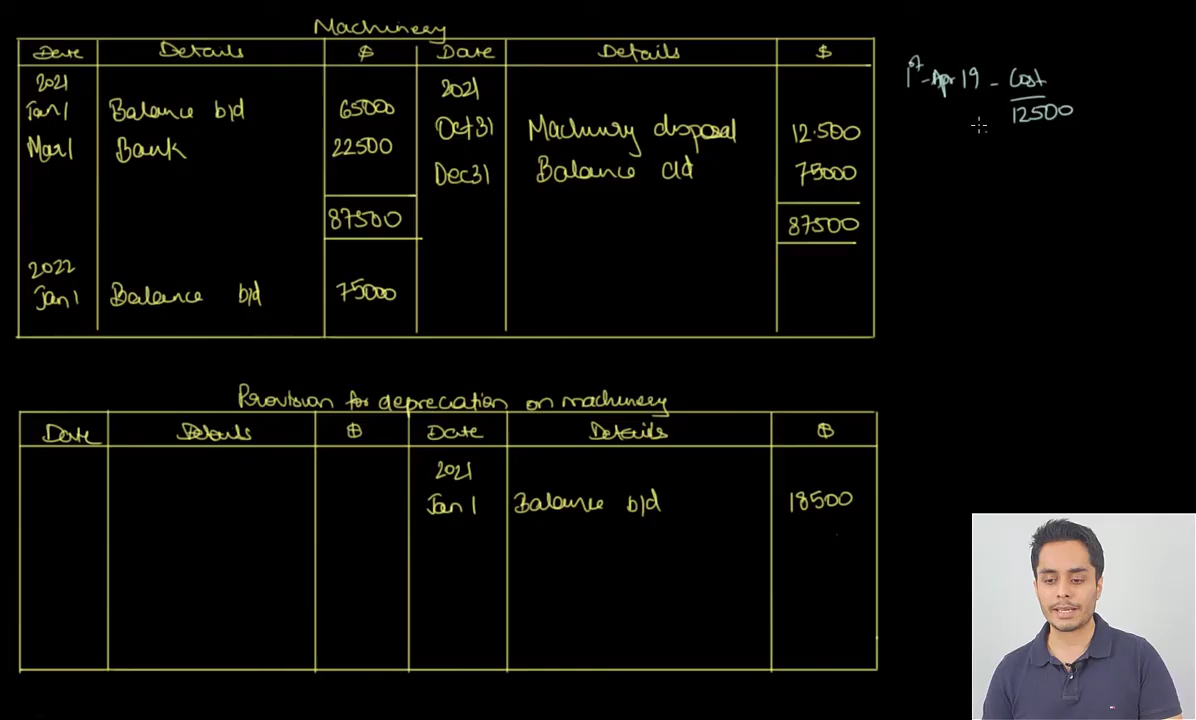 Machinery
Date Details $ Date Details $
2021 2021
Jan 1 Balance b/d 65000 Oct 31 Machinery disposal 12.500
Mar 1 Bank 22500 Dec 31 Balance c/d 75000
87500 87500
2022
Jan 1 Balance b/d 75000
1st - Apr 19 - Cost
12500
Provision for depreciation on machinery
Date Details $ Date Details $
2021
Jan 1 Balance b/d 18500